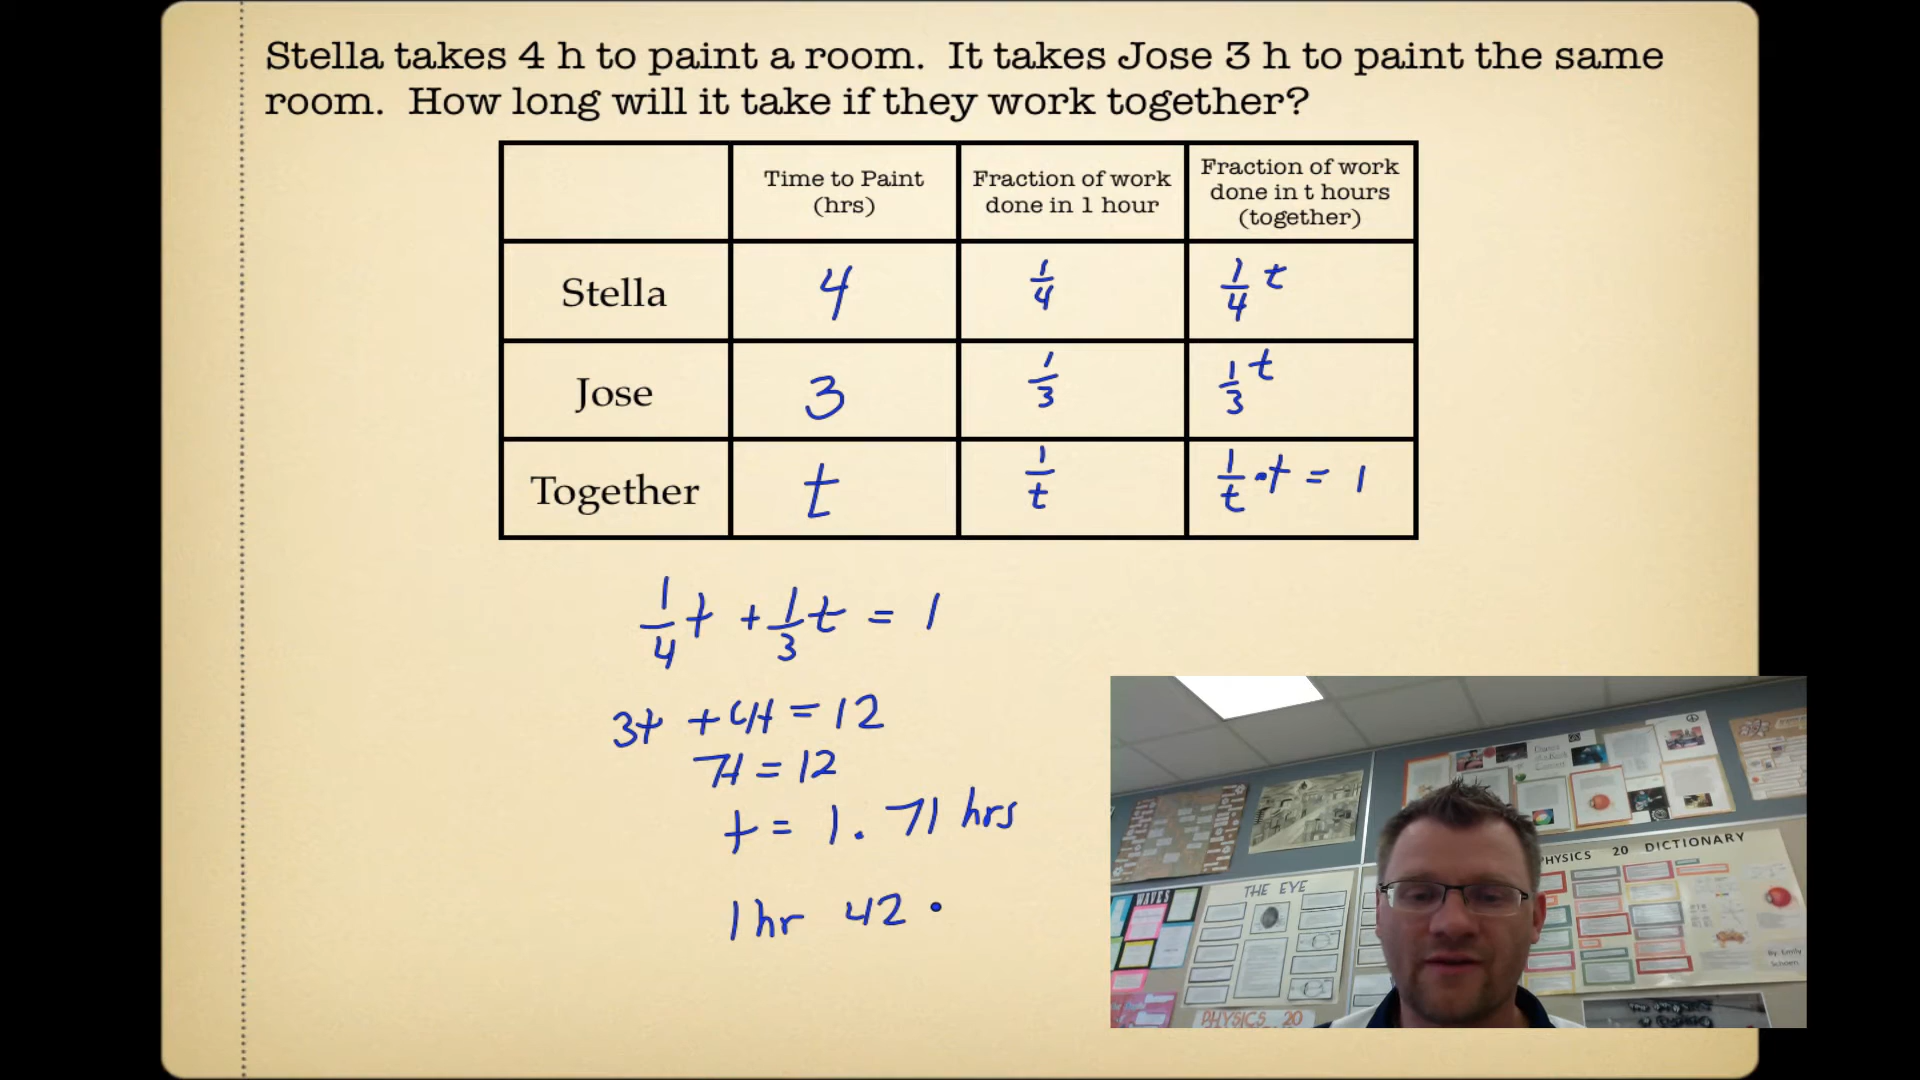 Stella takes 4 h to paint a room. It takes Jose 3 h to paint the same
room. How long will it take if they work together?
Time to Paint
(hrs)
Fraction of work
done in 1 hour
Fraction of work
done in t hours
(together)
Stella 4 1/4 1/4 t
Jose 3 1/3 1/3 t
Together t 1/t 1/t · t = 1
1/4 t + 1/3 t = 1
3t + 4t = 12
7t = 12
t = 1.71 hrs
1 hr 42
PHYSICS 20 DICTIONARY
THE EYE
WAVES
By: Emily
PHYSICS 20